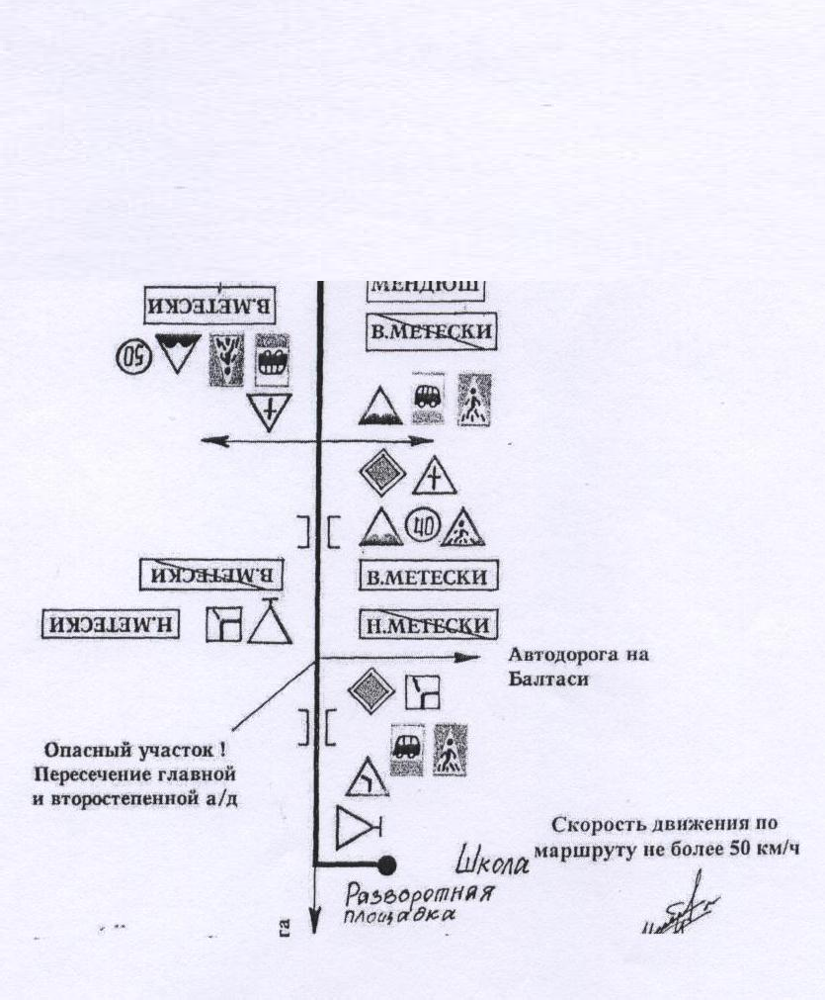 МЕНДЮШ
В.МЕТЕСКИ
В.МЕТЕСКИ
50
40
В.МЕТЕСКИ
В.МЕТЕСКИ
Н.МЕТЕСКИ
Н.МЕТЕСКИ
Автодорога на
Балтаси
Опасный участок !
Пересечение главной
и второстепенной а/д
Скорость движения по
маршруту не более 50 км/ч
Школа
Разворотная
площадка
га